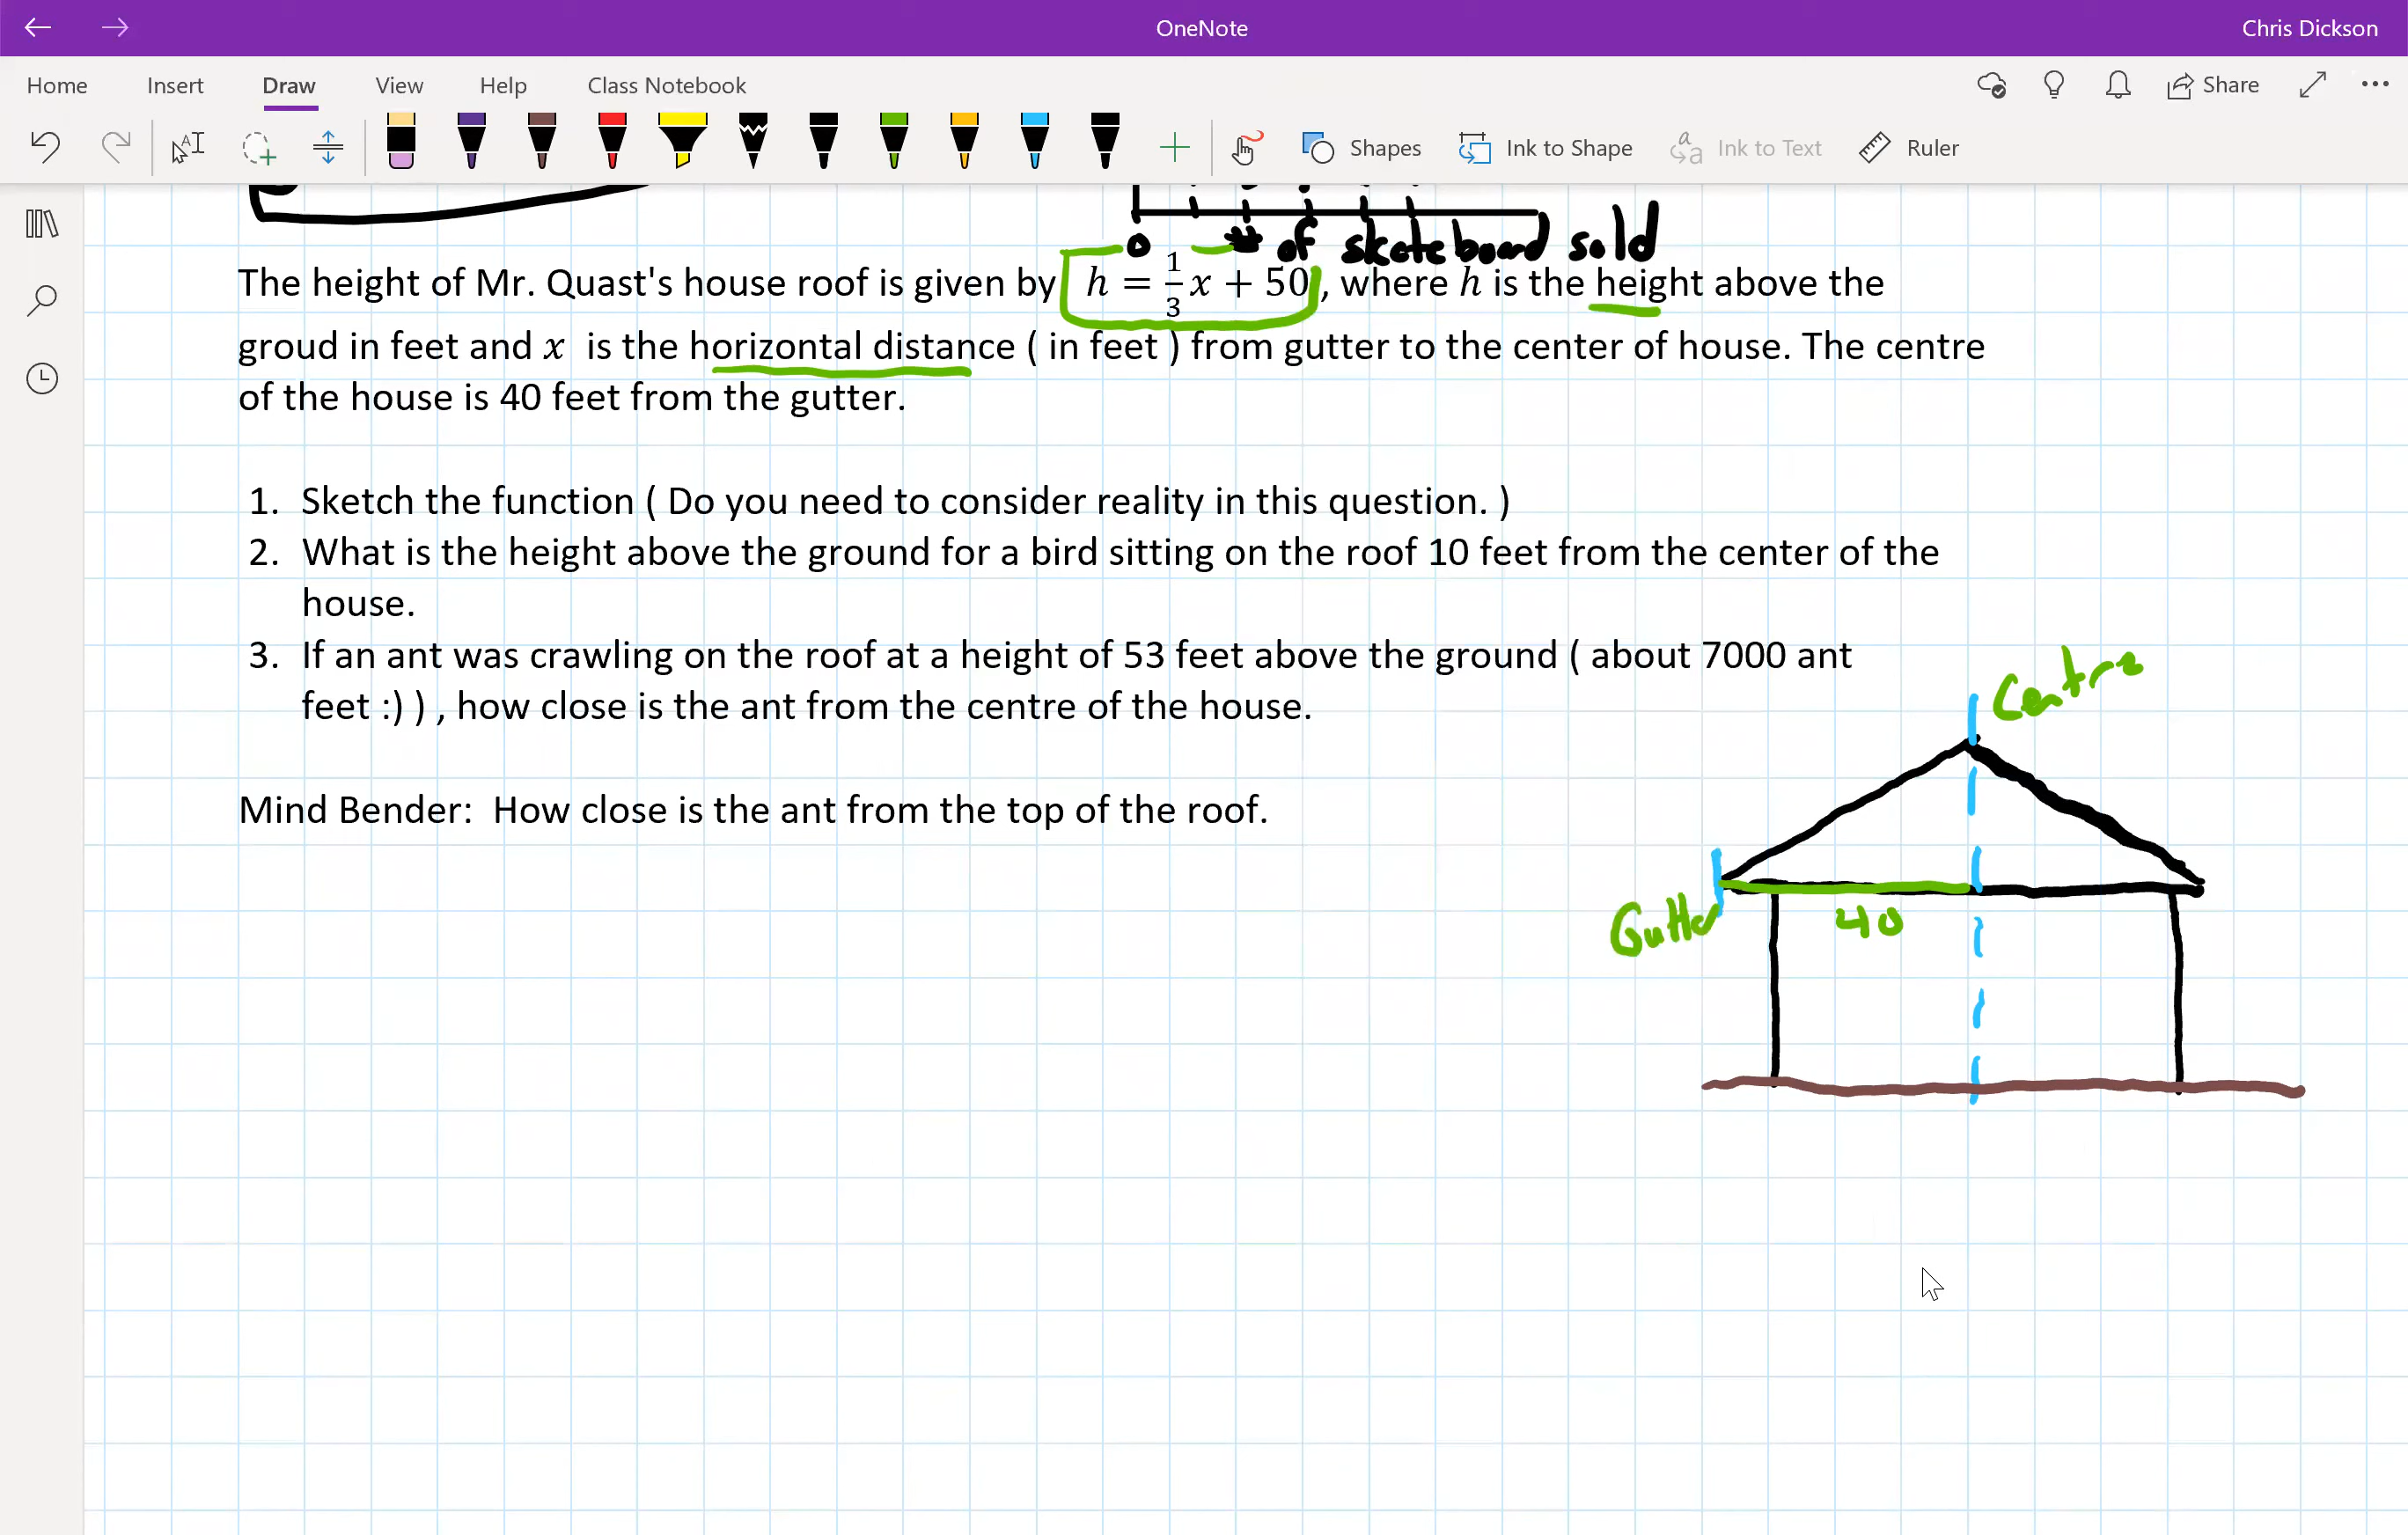 OneNote
Chris Dickson
Home Insert Draw View Help Class Notebook
Share
Shapes Ink to Shape Ink to Text Ruler
0 # of skateboard sold
The height of Mr. Quast's house roof is given by h = 1/3 x + 50, where h is the height above the
groud in feet and x is the horizontal distance ( in feet ) from gutter to the center of house. The centre
of the house is 40 feet from the gutter.
1. Sketch the function ( Do you need to consider reality in this question. )
2. What is the height above the ground for a bird sitting on the roof 10 feet from the center of the
house.
3. If an ant was crawling on the roof at a height of 53 feet above the ground ( about 7000 ant
feet :) ) , how close is the ant from the centre of the house.
Mind Bender: How close is the ant from the top of the roof.
Centre
Gutter
40